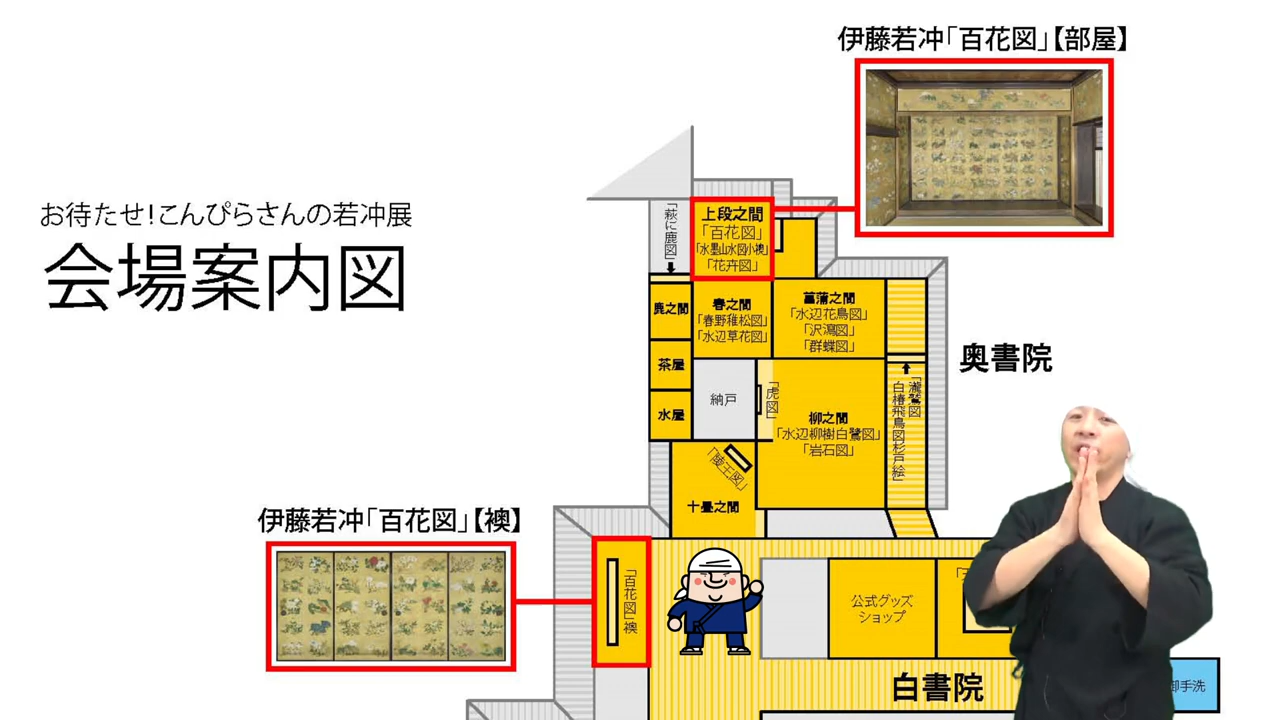 伊藤若冲「百花図」【部屋】
お待たせ!こんぴらさんの若冲展
会場案内図
「萩に鹿図」
上段之間
「百花図」
「水墨山水図小襖」
「花卉図」
鹿之間
春之間
「春野稚松図」
「水辺草花図」
菖蒲之間
「水辺花鳥図」
「沢瀉図」
「群蝶図」
奥書院
茶屋
納戸
「虎図」
水屋
柳之間
「水辺柳樹白鷺図」
「岩石図」
「瀧鷲図
白椿飛鳥図杉戸絵」
「陵王図」
十畳之間
伊藤若冲「百花図」【襖】
「百花図」襖
公式グッズ
ショップ
白書院
御手洗